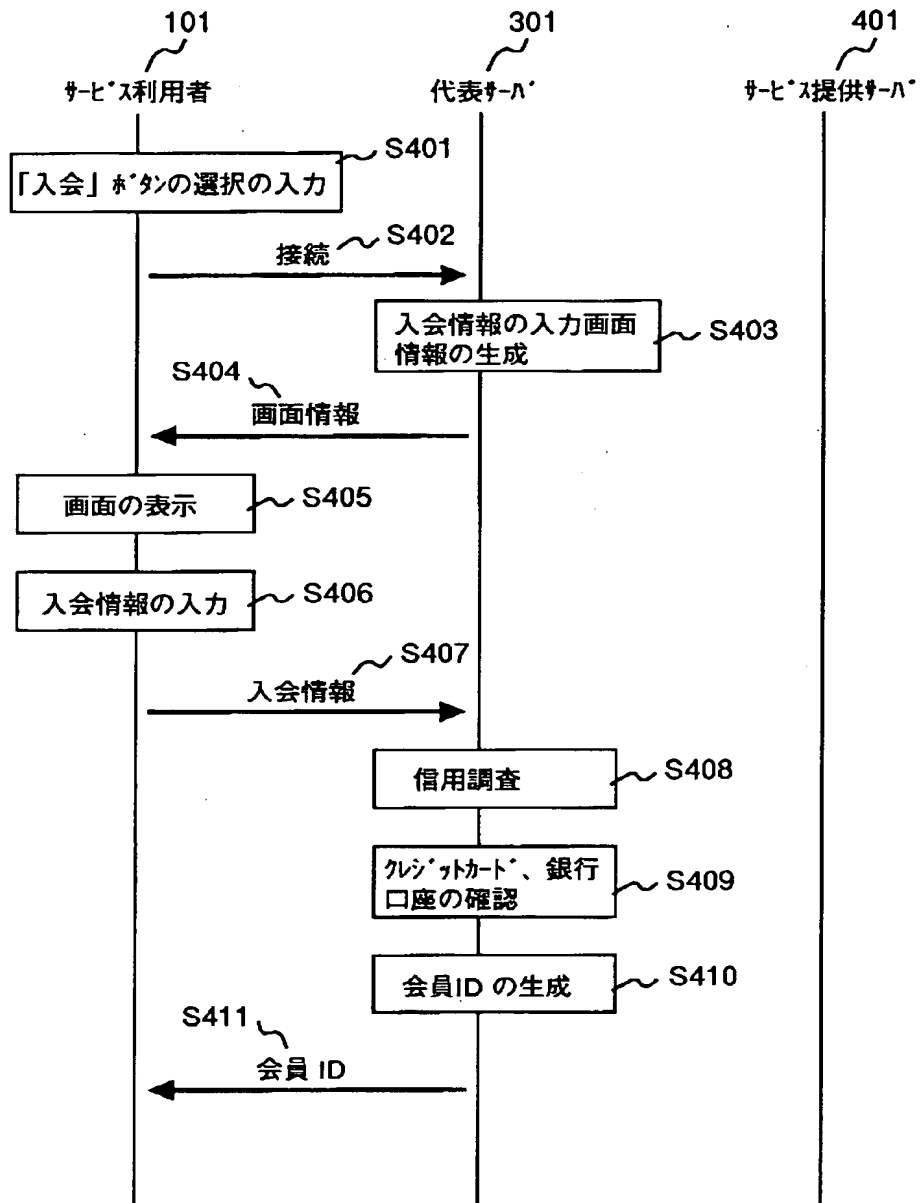 101
301
401
サービス利用者
代表サーバ
サービス提供サーバ
S401
「入会」ボタンの選択の入力
S402
接続
入会情報の入力画面
情報の生成
S403
S404
画面情報
画面の表示
S405
入会情報の入力
S406
S407
入会情報
信用調査
S408
クレジットカード、銀行
口座の確認
S409
会員ID の生成
S410
S411
会員 ID